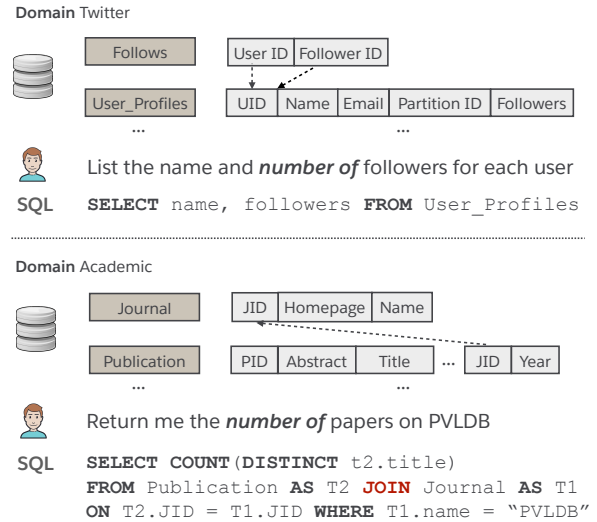 Domain Twitter
Follows User ID Follower ID
User_Profiles UID Name Email Partition ID Followers
... ...
List the name and number of followers for each user
SQL SELECT name, followers FROM User_Profiles
Domain Academic
Journal JID Homepage Name
Publication PID Abstract Title ... JID Year
... ...
Return me the number of papers on PVLDB
SQL SELECT COUNT(DISTINCT t2.title)
FROM Publication AS T2 JOIN Journal AS T1
ON T2.JID = T1.JID WHERE T1.name = “PVLDB”